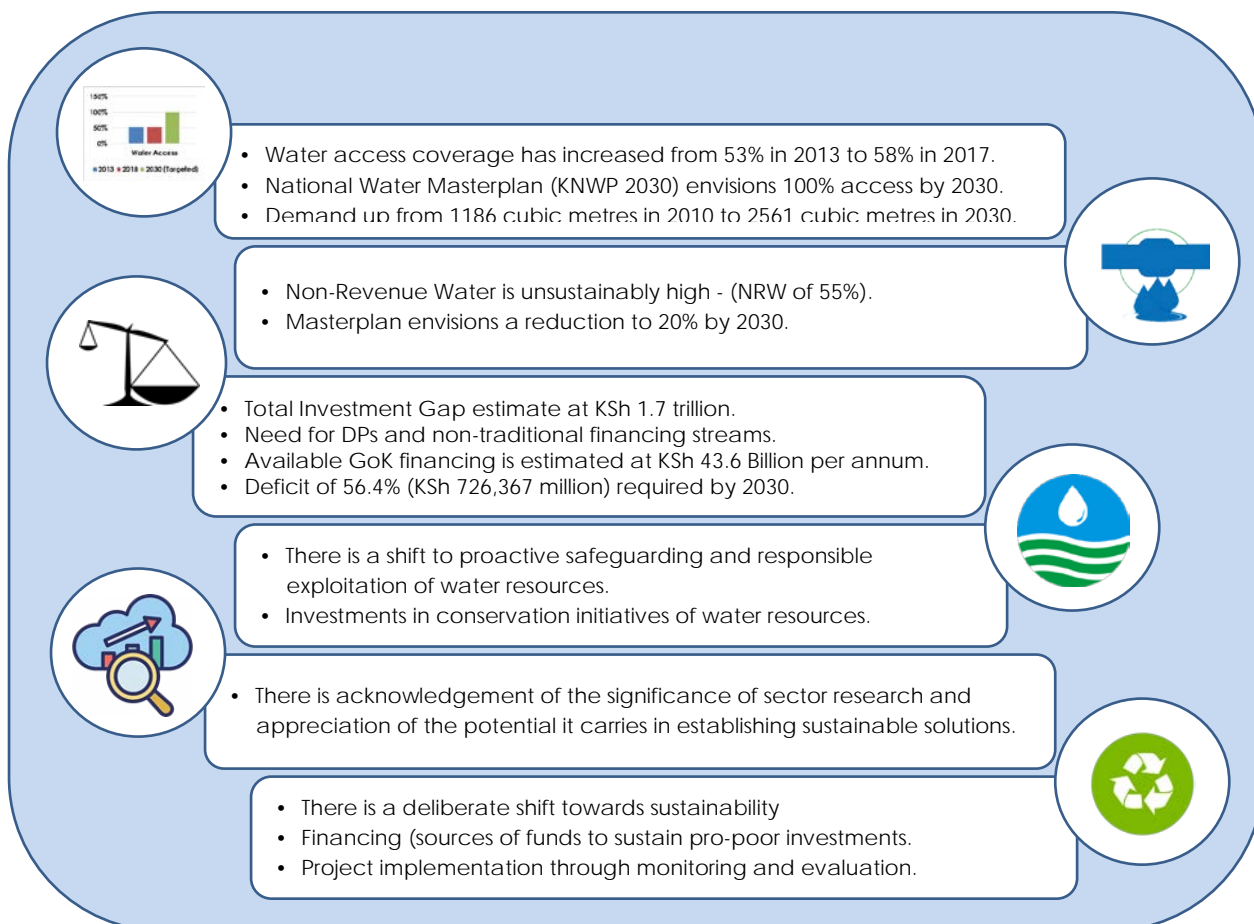 150%
100%
50%
0%
Water Access
2013 2018 2030 (Targeted)
• Water access coverage has increased from 53% in 2013 to 58% in 2017.
• National Water Masterplan (KNWP 2030) envisions 100% access by 2030.
• Demand up from 1186 cubic metres in 2010 to 2561 cubic metres in 2030.
• Non-Revenue Water is unsustainably high - (NRW of 55%).
• Masterplan envisions a reduction to 20% by 2030.
• Total Investment Gap estimate at KSh 1.7 trillion.
• Need for DPs and non-traditional financing streams.
• Available GoK financing is estimated at KSh 43.6 Billion per annum.
• Deficit of 56.4% (KSh 726,367 million) required by 2030.
• There is a shift to proactive safeguarding and responsible
exploitation of water resources.
• Investments in conservation initiatives of water resources.
• There is acknowledgement of the significance of sector research and
appreciation of the potential it carries in establishing sustainable solutions.
• There is a deliberate shift towards sustainability
• Financing (sources of funds to sustain pro-poor investments.
• Project implementation through monitoring and evaluation.